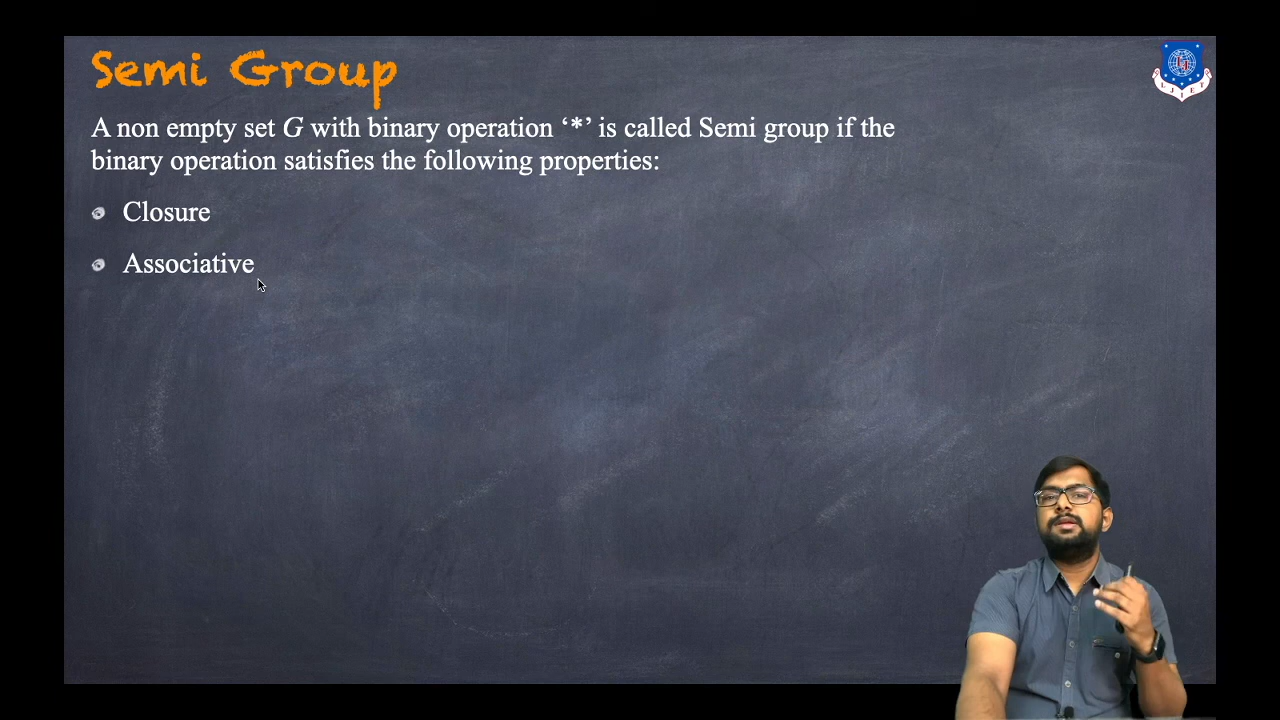 Semi Group
A non empty set G with binary operation ‘*’ is called Semi group if the
binary operation satisfies the following properties:
Closure
Associative
LJIET